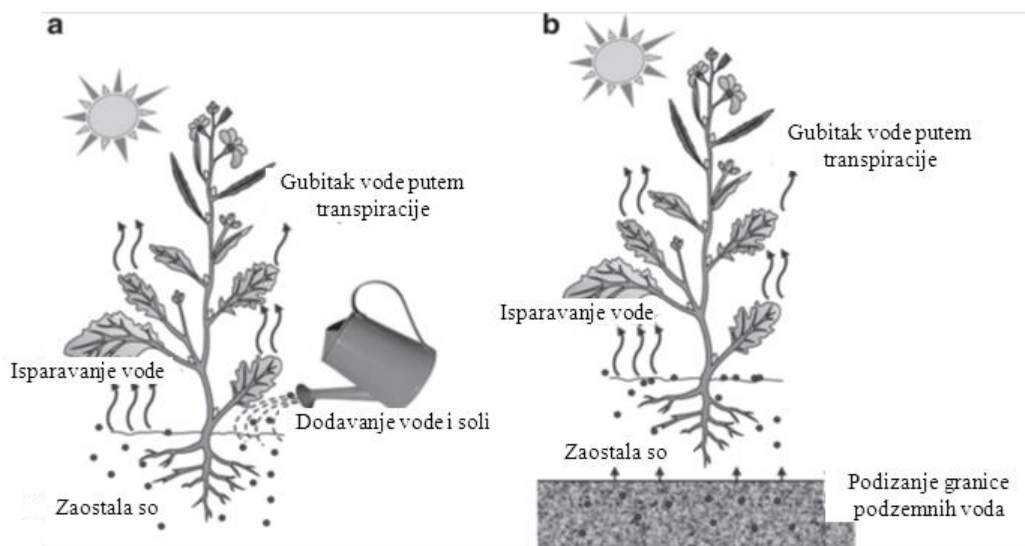 a
Gubitak vode putem
transpiracije
Isparavanje vode
Dodavanje vode i soli
Zaostala so
b
Gubitak vode putem
transpiracije
Isparavanje vode
Zaostala so
Podizanje granice
podzemnih voda